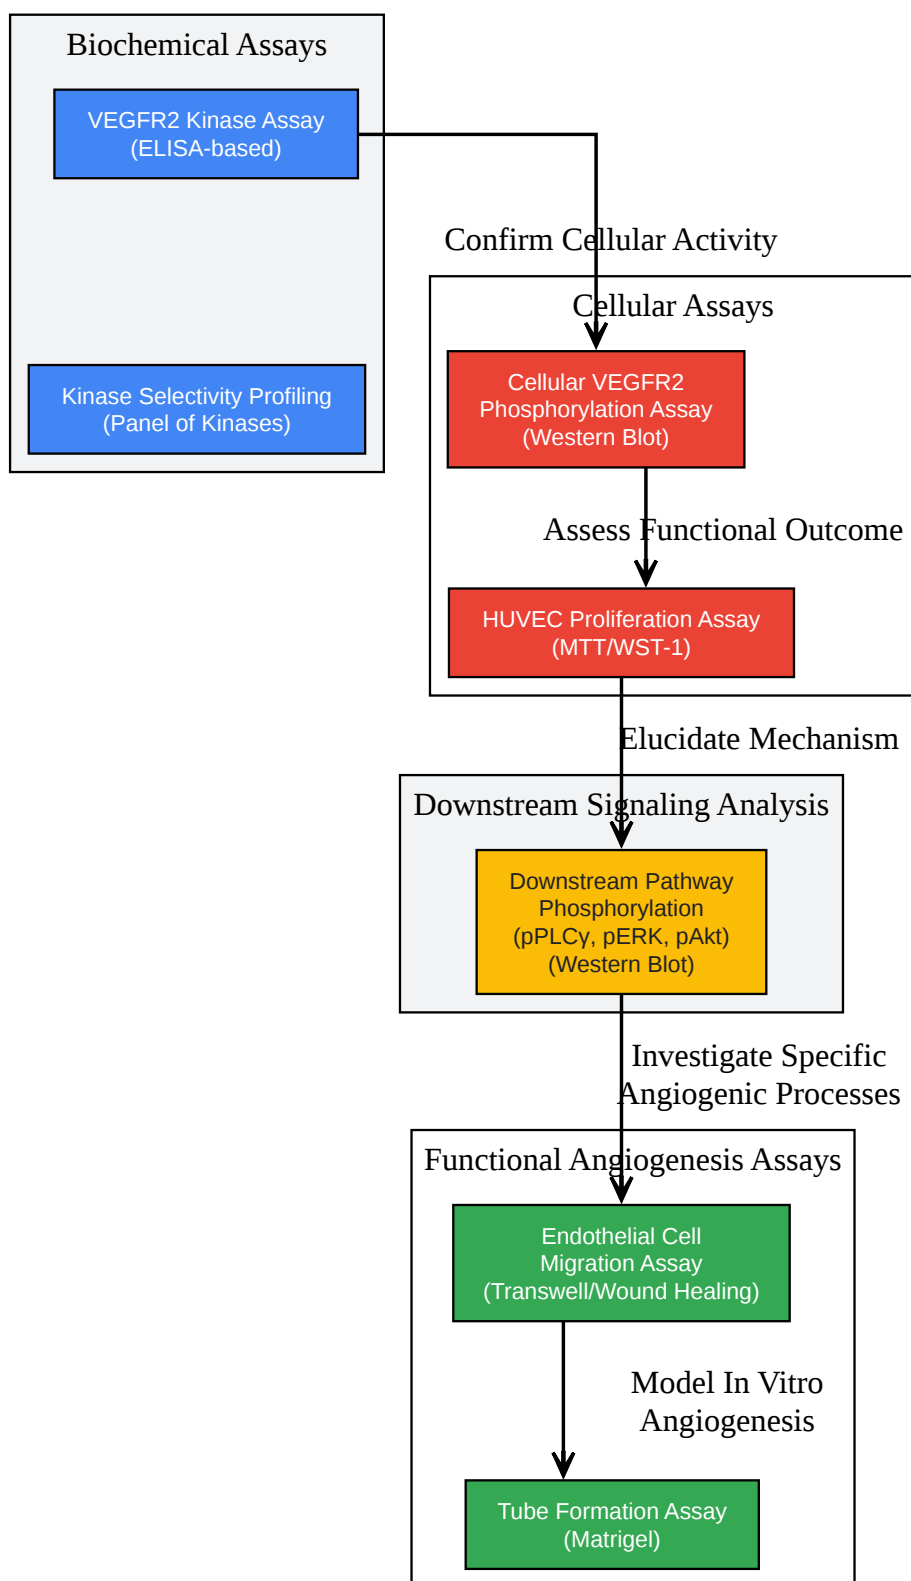 Biochemical Assays
VEGFR2 Kinase Assay
(ELISA-based)
Kinase Selectivity Profiling
(Panel of Kinases)
Confirm Cellular Activity
Cellular Assays
Cellular VEGFR2
Phosphorylation Assay
(Western Blot)
Assess Functional Outcome
HUVEC Proliferation Assay
(MTT/WST-1)
Elucidate Mechanism
Downstream Signaling Analysis
Downstream Pathway
Phosphorylation
(pPLCγ, pERK, pAkt)
(Western Blot)
Investigate Specific
Angiogenic Processes
Functional Angiogenesis Assays
Endothelial Cell
Migration Assay
(Transwell/Wound Healing)
Model In Vitro
Angiogenesis
Tube Formation Assay
(Matrigel)